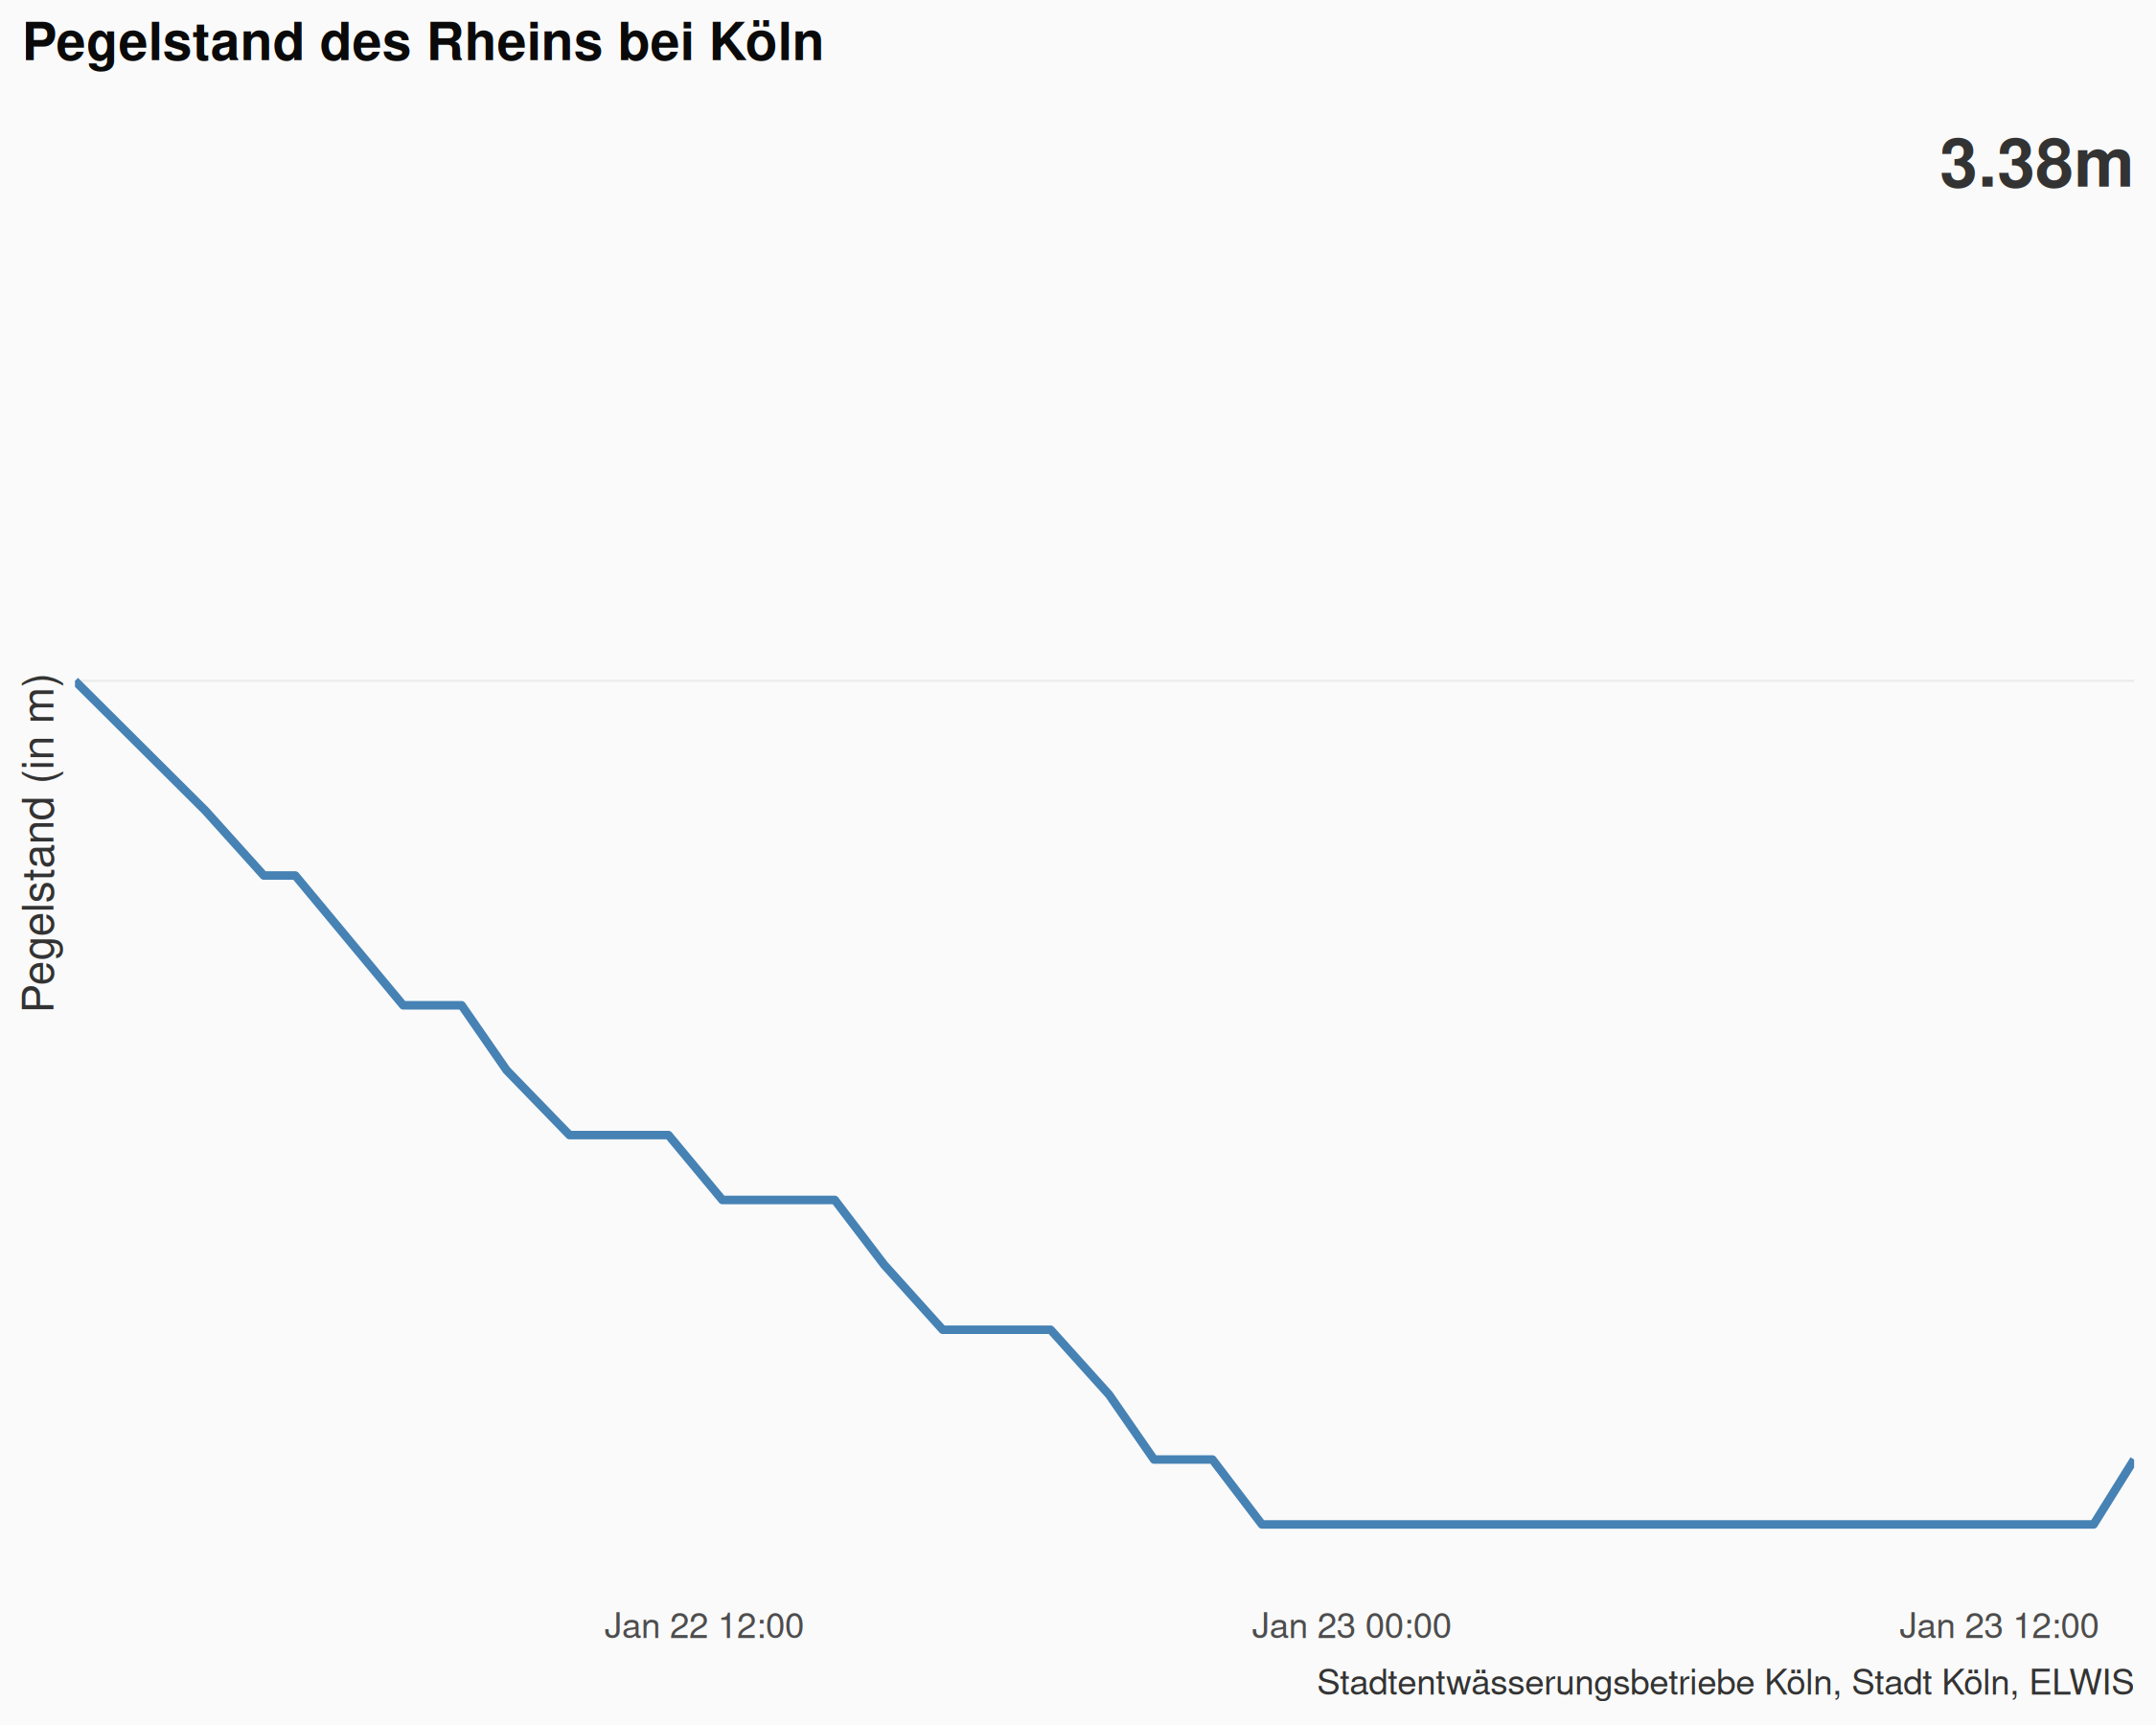 Pegelstand des Rheins bei Köln
3.38m
Pegelstand (in m)
Jan 22 12:00
Jan 23 00:00
Jan 23 12:00
Stadtentwässerungsbetriebe Köln, Stadt Köln, ELWIS